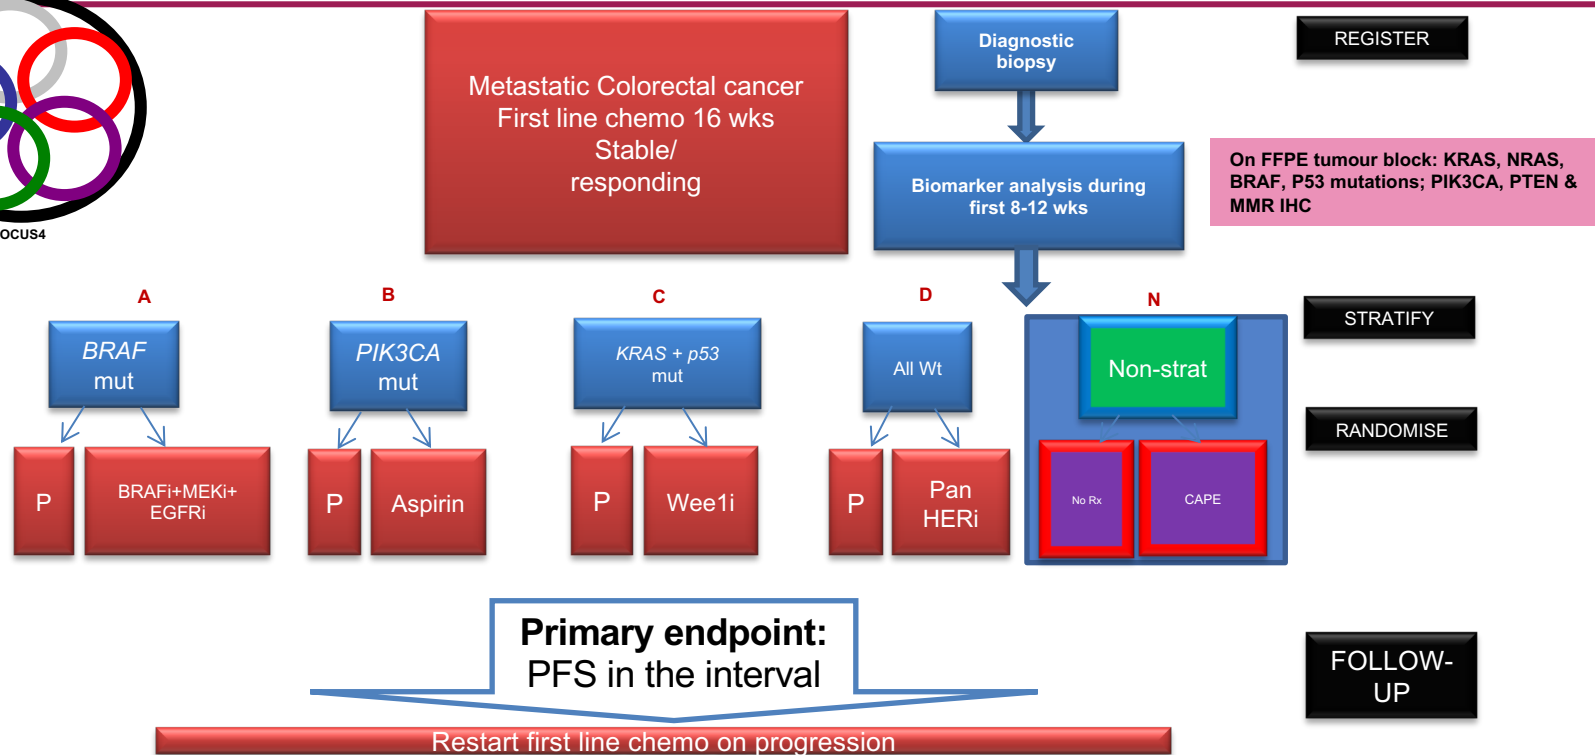 Metastatic Colorectal cancer
First line chemo 16 wks
Stable/
responding
Diagnostic
biopsy
REGISTER
Biomarker analysis during
first 8-12 wks
On FFPE tumour block: KRAS, NRAS,
BRAF, P53 mutations; PIK3CA, PTEN &
MMR IHC
OCUS4
A
B
C
D
N
BRAF
mut
PIK3CA
mut
KRAS + p53
mut
All Wt
Non-strat
STRATIFY
RANDOMISE
P
BRAFi+MEKi+
EGFRi
P
Aspirin
P
Wee1i
P
Pan
HERi
No Rx
CAPE
Primary endpoint:
PFS in the interval
FOLLOW-
UP
Restart first line chemo on progression